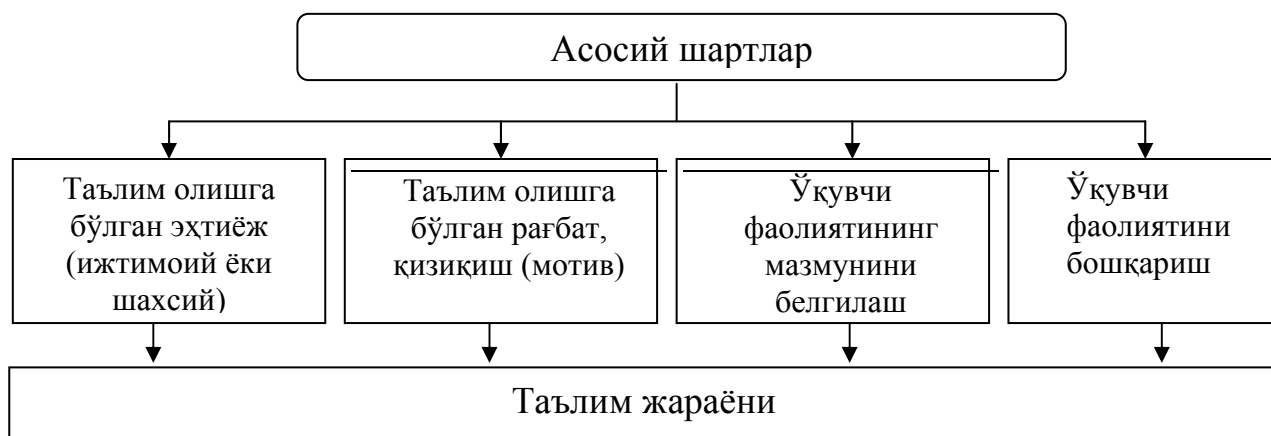 Асосий шартлар
Таълим олишга
бўлган эҳтиёж
(ижтимоий ёки
шахсий)
Таълим олишга
бўлган рағбат,
қизиқиш (мотив)
Ўқувчи
фаолиятининг
мазмунини
белгилаш
Ўқувчи
фаолиятини
бошқариш
Таълим жараёни